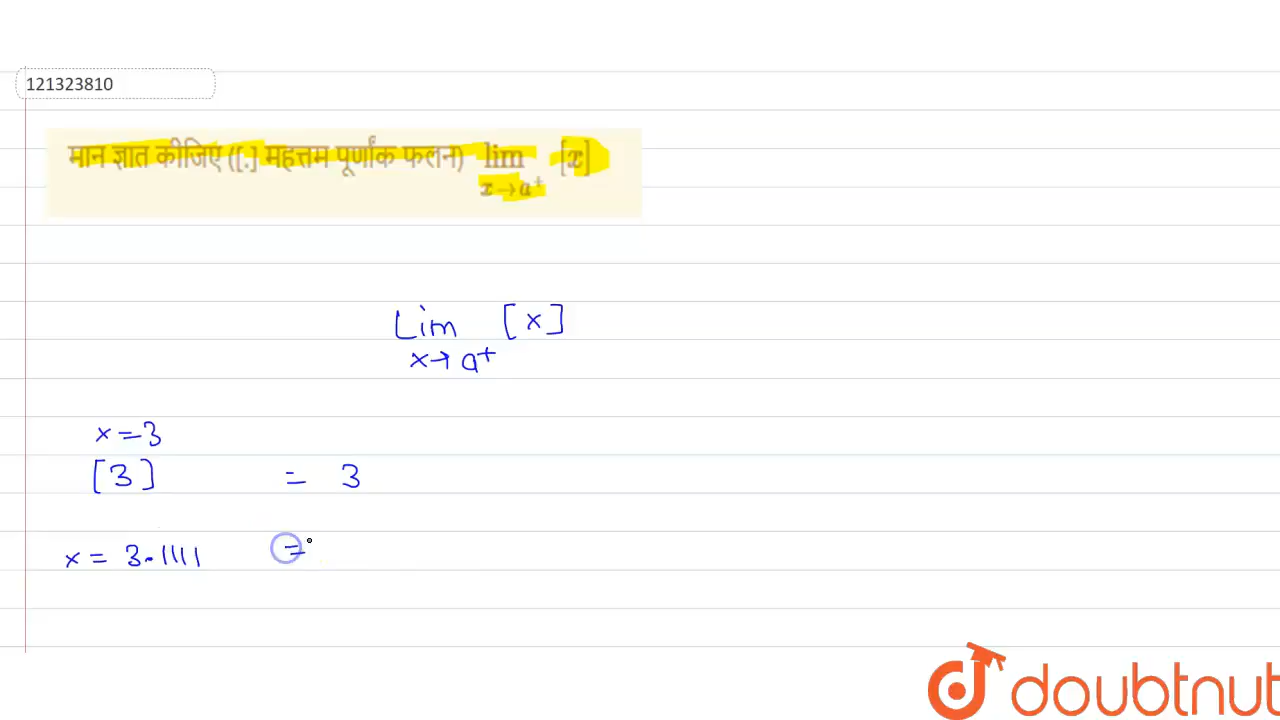 121323810
मान ज्ञात कीजिए ([.] महत्तम पूर्णांक फलन) lim [x]
x→a⁺
Lim [x]
x→a⁺
x=3
[3] = 3
x = 3.1111 =
doubtnut